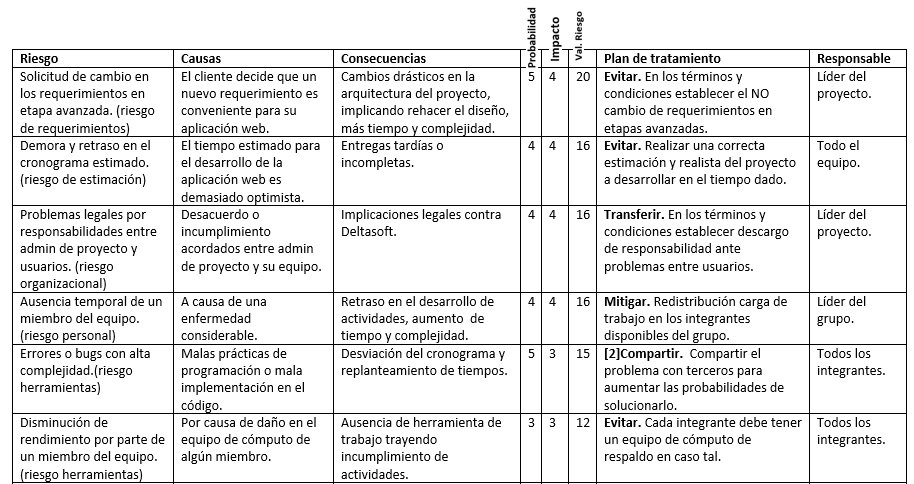 Probabilidad
Impacto
Val. Riesgo
Riesgo
Causas
Consecuencias
Plan de tratamiento
Responsable
Solicitud de cambio en
los requerimientos en
etapa avanzada. (riesgo
de requerimientos)
El cliente decide que un
nuevo requerimiento es
conveniente para su
aplicación web.
Cambios drásticos en la
arquitectura del proyecto,
implicando rehacer el diseño,
más tiempo y complejidad.
5
4
20
Evitar. En los términos y
condiciones establecer el NO
cambio de requerimientos en
etapas avanzadas.
Líder del
proyecto.
Demora y retraso en el
cronograma estimado.
(riesgo de estimación)
El tiempo estimado para
el desarrollo de la
aplicación web es
demasiado optimista.
Entregas tardías o
incompletas.
4
4
16
Evitar. Realizar una correcta
estimación y realista del proyecto
a desarrollar en el tiempo dado.
Todo el
equipo.
Problemas legales por
responsabilidades entre
admin de proyecto y
usuarios. (riesgo
organizacional)
Desacuerdo o
incumplimiento
acordados entre admin
de proyecto y su equipo.
Implicaciones legales contra
Deltasoft.
4
4
16
Transferir. En los términos y
condiciones establecer descargo
de responsabilidad ante
problemas entre usuarios.
Líder del
proyecto.
Ausencia temporal de un
miembro del equipo.
(riesgo personal)
A causa de una
enfermedad
considerable.
Retraso en el desarrollo de
actividades, aumento de
tiempo y complejidad.
4
4
16
Mitigar. Redistribución carga de
trabajo en los integrantes
disponibles del grupo.
Líder del
grupo.
Errores o bugs con alta
complejidad.(riesgo
herramientas)
Malas prácticas de
programación o mala
implementación en el
código.
Desviación del cronograma y
replanteamiento de tiempos.
5
3
15
[2]Compartir. Compartir el
problema con terceros para
aumentar las probabilidades de
solucionarlo.
Todos los
integrantes.
Disminución de
rendimiento por parte de
un miembro del equipo.
(riesgo herramientas)
Por causa de daño en el
equipo de cómputo de
algún miembro.
Ausencia de herramienta de
trabajo trayendo
incumplimiento de
actividades.
3
3
12
Evitar. Cada integrante debe tener
un equipo de cómputo de
respaldo en caso tal.
Todos los
integrantes.